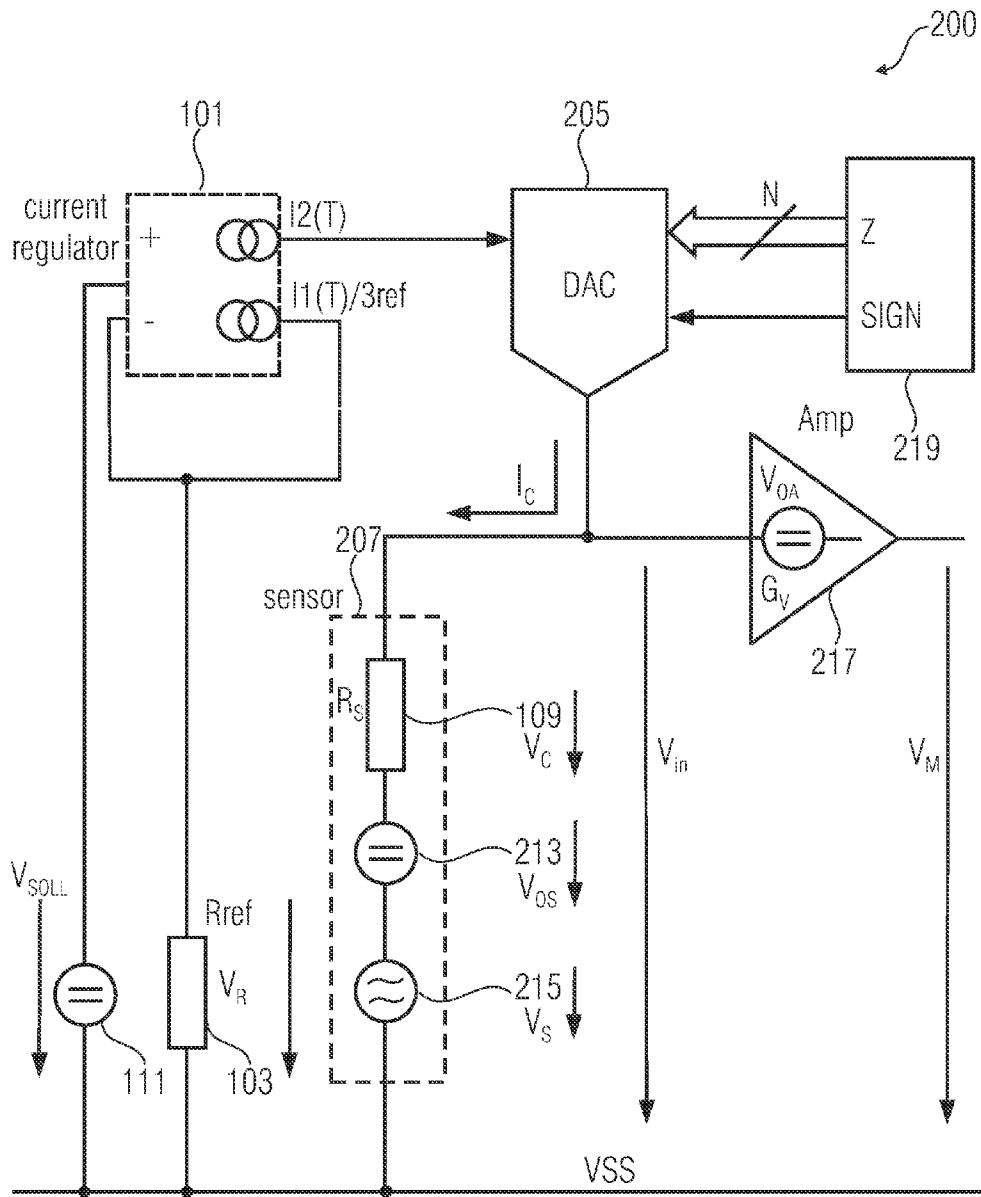 200
101
205
current
regulator
+
I2(T)
I1(T)/3ref
-
DAC
N
Z
SIGN
219
Amp
V_OA
G_V
217
I_C
207
sensor
R_S
109
V_C
213
V_OS
215
V_S
V_in
V_M
V_SOLL
Rref
V_R
111
103
VSS